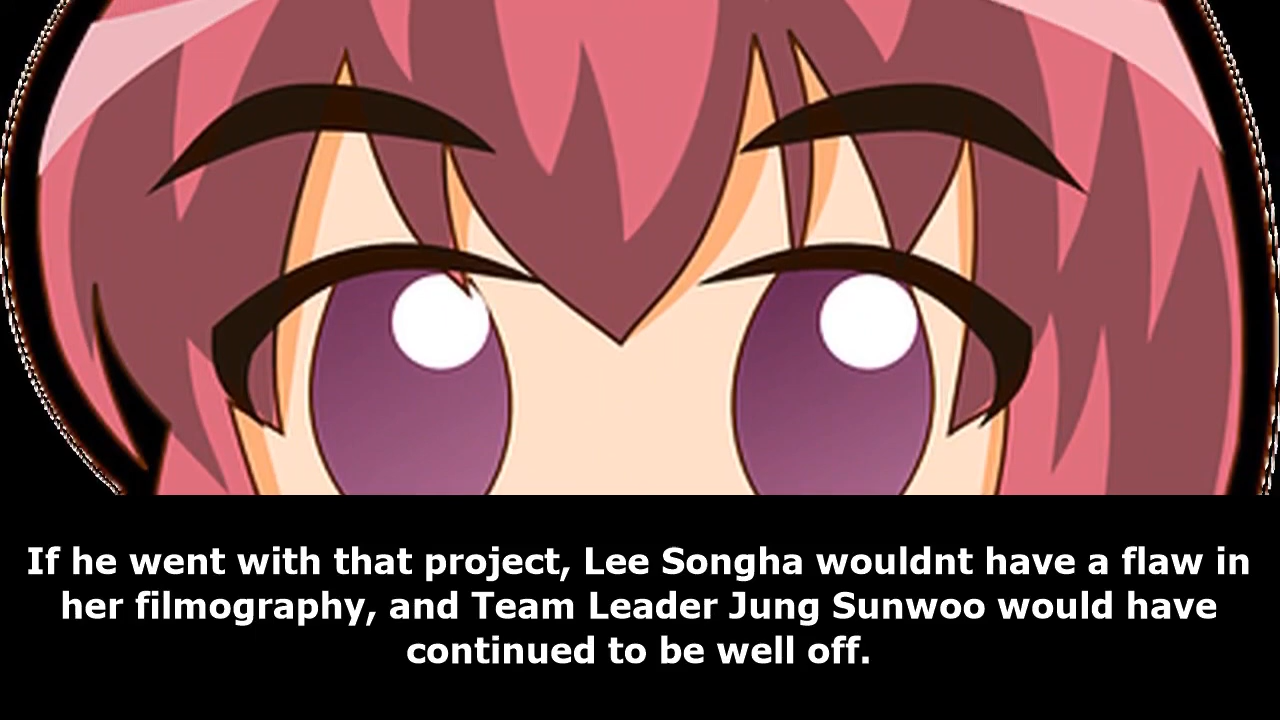 If he went with that project, Lee Songha wouldnt have a flaw in
her filmography, and Team Leader Jung Sunwoo would have
continued to be well off.